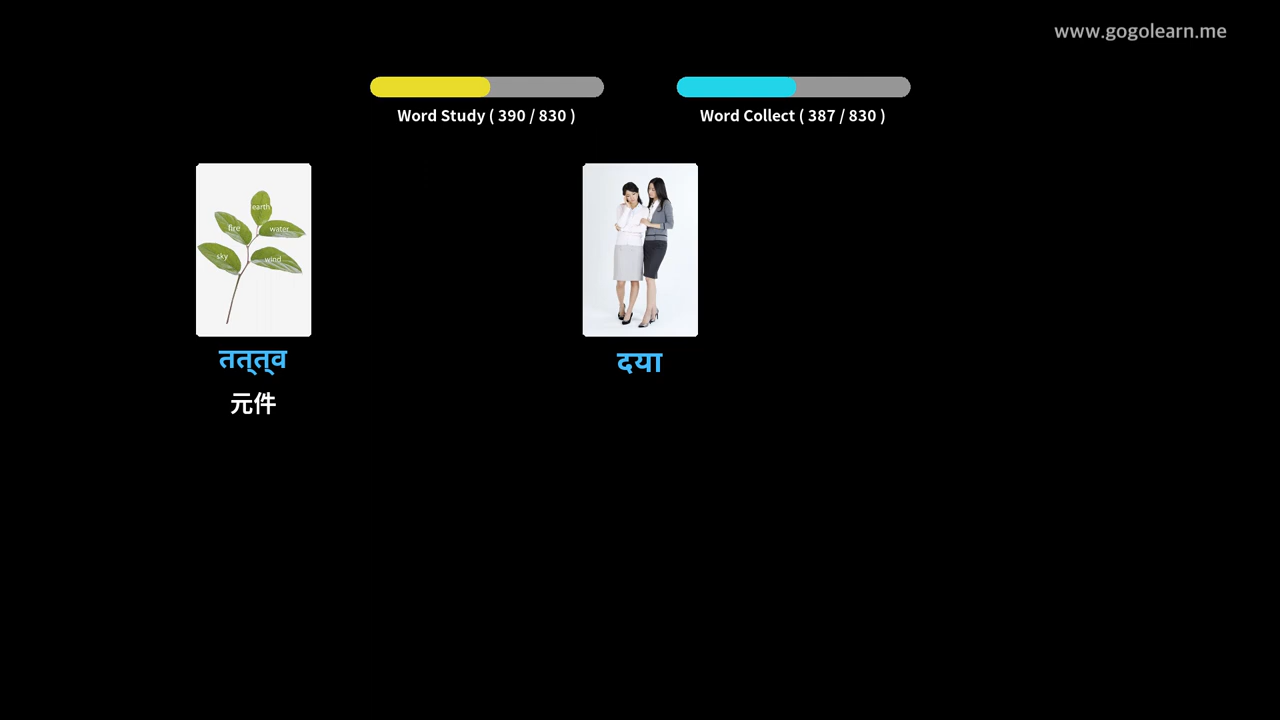 www.gogolearn.me
Word Study ( 390 / 830 )
Word Collect ( 387 / 830 )
earth
fire
water
sky
wind
तत्त्व
दया
元件